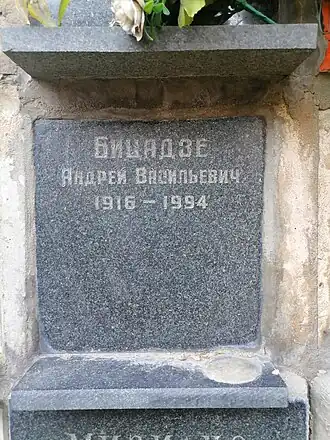 Бицадзе
Андрей Васильевич
1916 – 1994